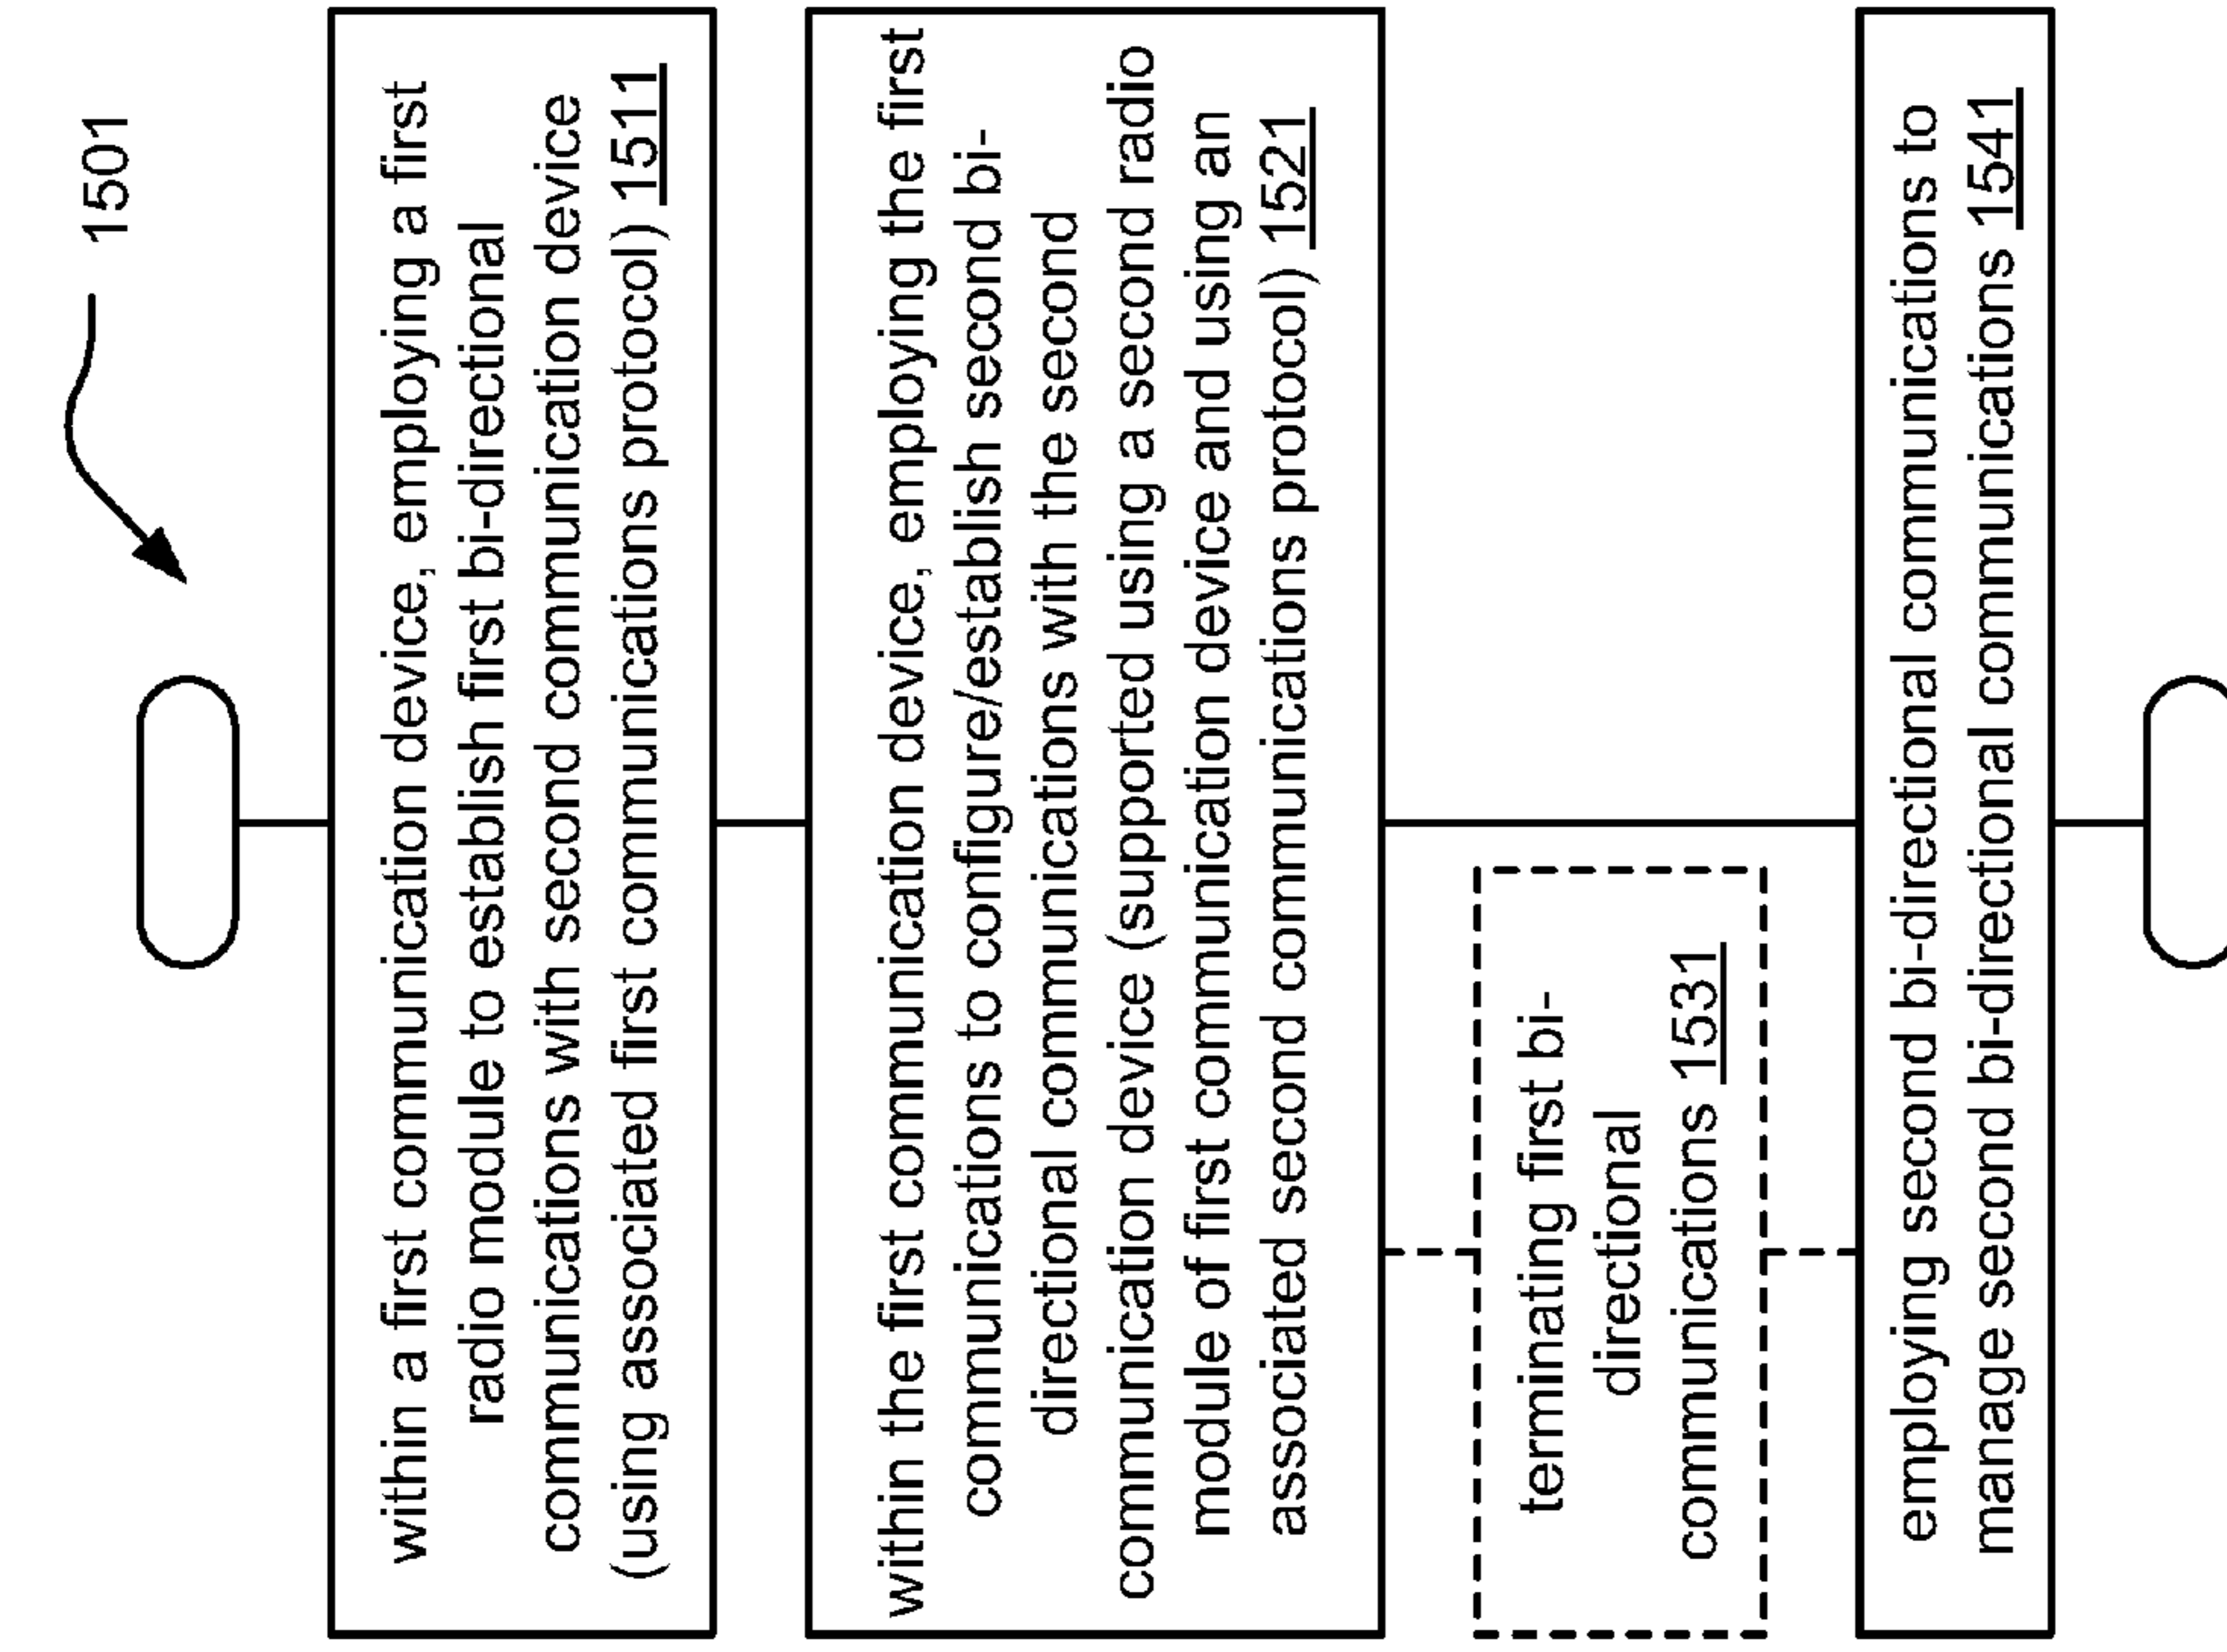 1501
within a first communication device, employing a first
radio module to establish first bi-directional
communications with second communication device
(using associated first communications protocol) 1511
within the first communication device, employing the first
communications to configure/establish second bi-
directional communications with the second
communication device (supported using a second radio
module of first communication device and using an
associated second communications protocol) 1521
terminating first bi-
directional
communications 1531
employing second bi-directional communications to
manage second bi-directional communications 1541